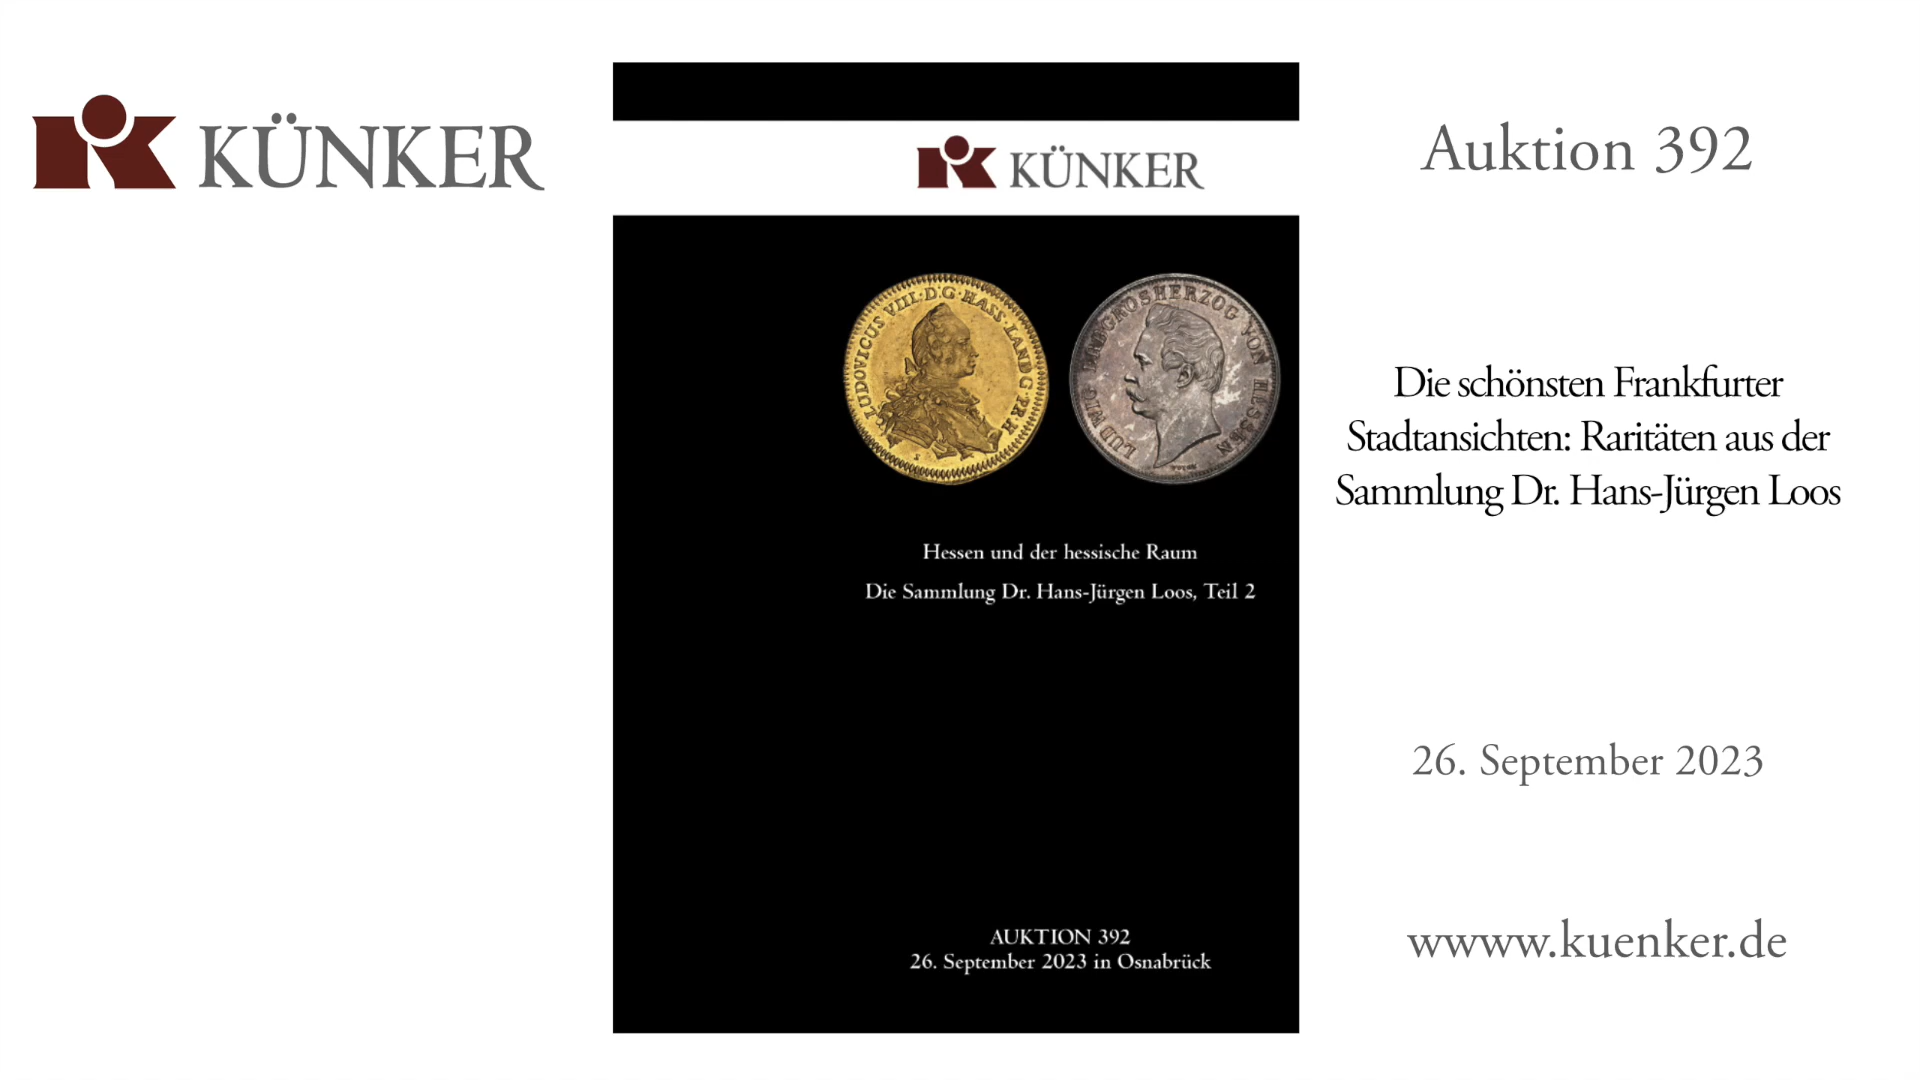 KÜNKER
KÜNKER
LUDOVICUS VIII·D·G·HASS·LANDG·PR·H
LUDWIG ERBGROSHERZOG VON HESSEN
Hessen und der hessische Raum
Die Sammlung Dr. Hans-Jürgen Loos, Teil 2
AUKTION 392
26. September 2023 in Osnabrück
Auktion 392
Die schönsten Frankfurter
Stadtansichten: Raritäten aus der
Sammlung Dr. Hans-Jürgen Loos
26. September 2023
wwww.kuenker.de